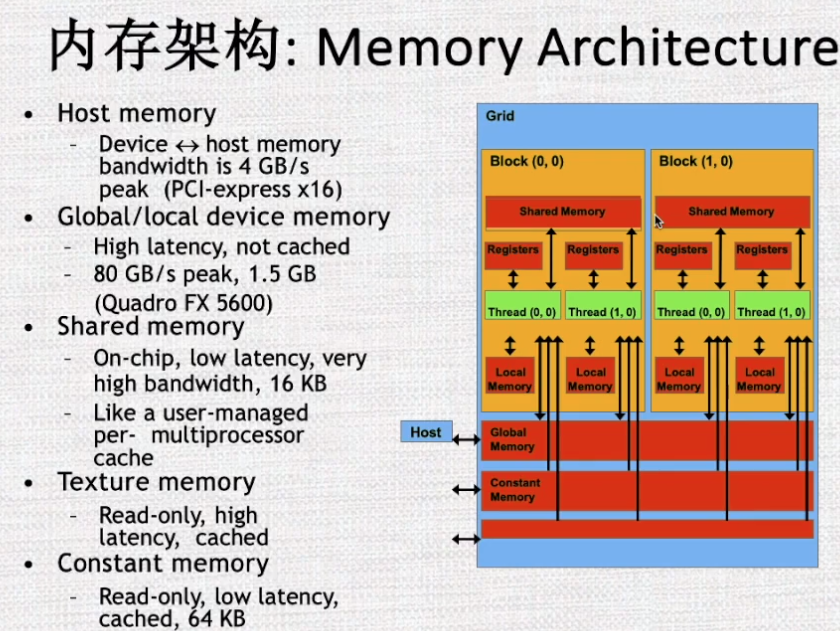 内存架构: Memory Architecture
• Host memory
- Device ↔ host memory
bandwidth is 4 GB/s
peak (PCI-express x16)
• Global/local device memory
- High latency, not cached
- 80 GB/s peak, 1.5 GB
(Quadro FX 5600)
• Shared memory
- On-chip, low latency, very
high bandwidth, 16 KB
- Like a user-managed
per- multiprocessor
cache
• Texture memory
- Read-only, high
latency, cached
• Constant memory
- Read-only, low latency,
cached, 64 KB
Grid
Block (0, 0)
Block (1, 0)
Shared Memory
Shared Memory
Registers
Registers
Registers
Registers
Thread (0, 0)
Thread (1, 0)
Thread (0, 0)
Thread (1, 0)
Local
Memory
Local
Memory
Local
Memory
Local
Memory
Host
Global
Memory
Constant
Memory